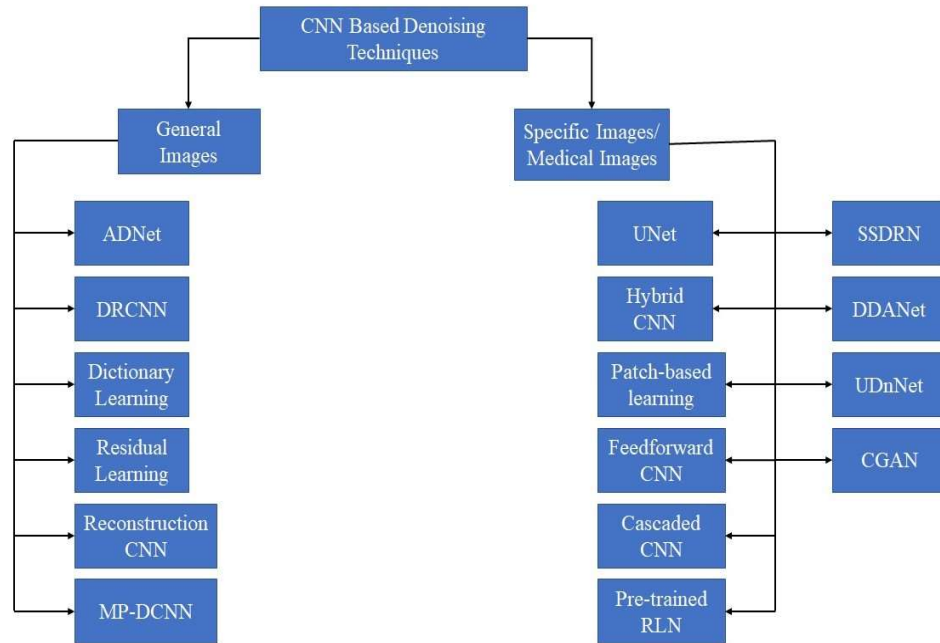 CNN Based Denoising
Techniques
General
Images
Specific Images/
Medical Images
ADNet
DRCNN
Dictionary
Learning
Residual
Learning
Reconstruction
CNN
MP-DCNN
UNet
Hybrid
CNN
Patch-based
learning
Feedforward
CNN
Cascaded
CNN
Pre-trained
RLN
SSDRN
DDANet
UDnNet
CGAN